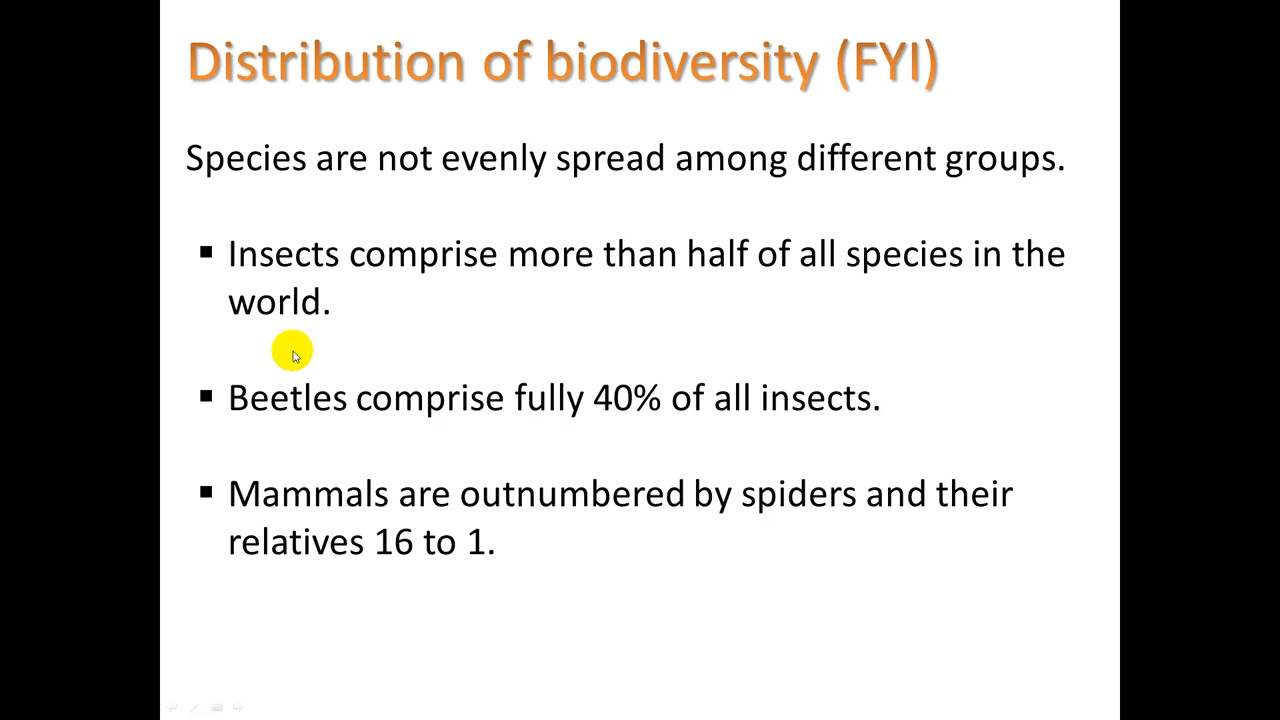 Distribution of biodiversity (FYI)
Species are not evenly spread among different groups.
▪ Insects comprise more than half of all species in the
world.
▪ Beetles comprise fully 40% of all insects.
▪ Mammals are outnumbered by spiders and their
relatives 16 to 1.